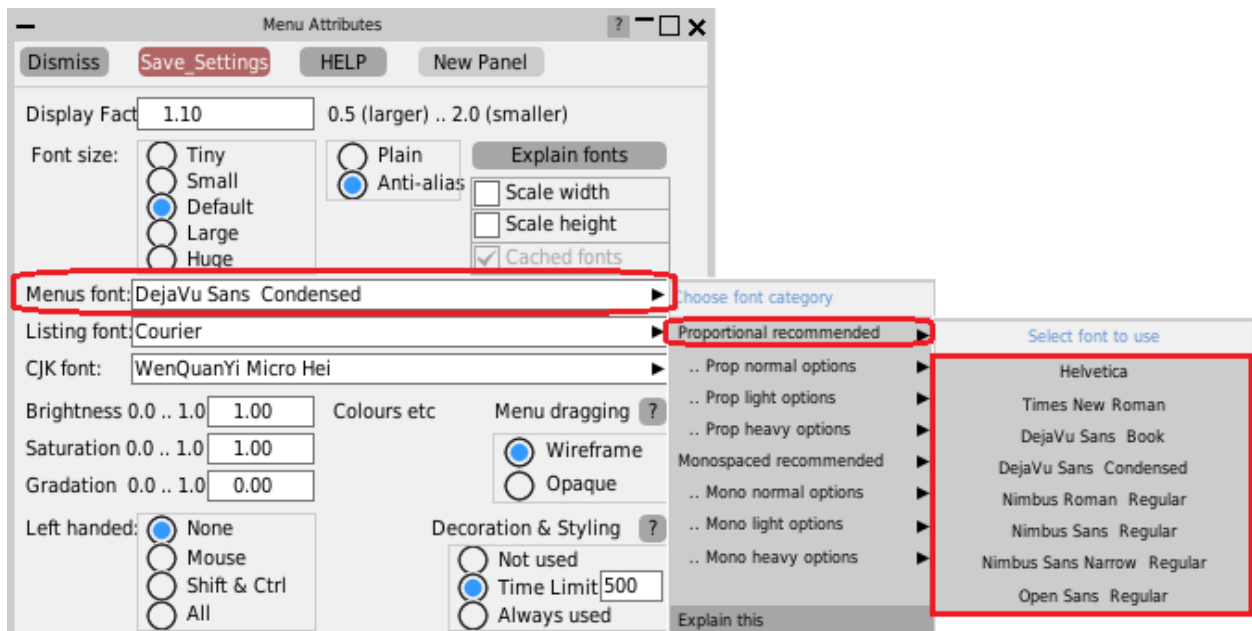 Menu Attributes ?
Dismiss Save_Settings HELP New Panel
Display Fact 1.10 0.5 (larger) .. 2.0 (smaller)
Font size: Tiny Plain Explain fonts
Small Anti-alias Scale width
Default
Large Scale height
Huge Cached fonts
Menus font: DejaVu Sans Condensed
Listing font: Courier
CJK font: WenQuanYi Micro Hei
Brightness 0.0 .. 1.0 1.00 Colours etc Menu dragging ?
Saturation 0.0 .. 1.0 1.00 Wireframe
Gradation 0.0 .. 1.0 0.00 Opaque
Left handed: None Decoration & Styling ?
Mouse Not used
Shift & Ctrl Time Limit 500
All Always used
Choose font category
Proportional recommended
.. Prop normal options
.. Prop light options
.. Prop heavy options
Monospaced recommended
.. Mono normal options
.. Mono light options
.. Mono heavy options
Explain this
Select font to use
Helvetica
Times New Roman
DejaVu Sans Book
DejaVu Sans Condensed
Nimbus Roman Regular
Nimbus Sans Regular
Nimbus Sans Narrow Regular
Open Sans Regular